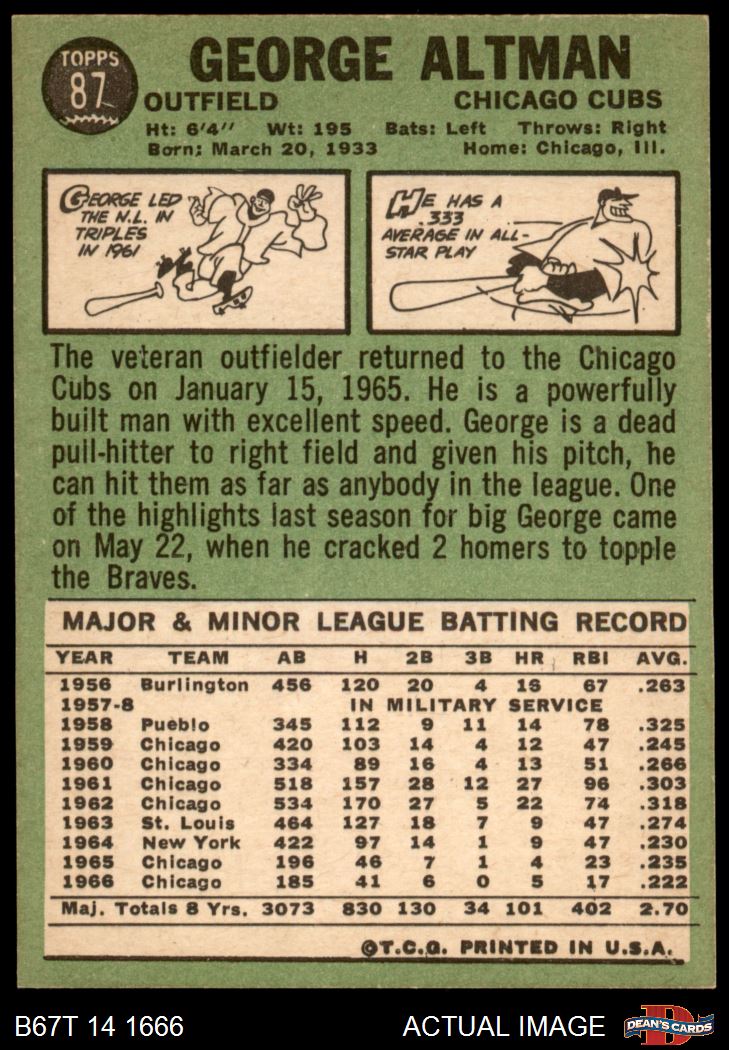 TOPPS
87
GEORGE ALTMAN
OUTFIELD CHICAGO CUBS
Ht: 6'4" Wt: 195 Bats: Left Throws: Right
Born: March 20, 1933 Home: Chicago, Ill.
GEORGE LED
THE N.L. IN
TRIPLES
IN 1961
HE HAS A
.333
AVERAGE IN ALL-
STAR PLAY
The veteran outfielder returned to the Chicago
Cubs on January 15, 1965. He is a powerfully
built man with excellent speed. George is a dead
pull-hitter to right field and given his pitch, he
can hit them as far as anybody in the league. One
of the highlights last season for big George came
on May 22, when he cracked 2 homers to topple
the Braves.
MAJOR & MINOR LEAGUE BATTING RECORD
YEAR TEAM AB H 2B 3B HR RBI AVG.
1956 Burlington 456 120 20 4 16 67 .263
1957-8 IN MILITARY SERVICE
1958 Pueblo 345 112 9 11 14 78 .325
1959 Chicago 420 103 14 4 12 47 .245
1960 Chicago 334 89 16 4 13 51 .266
1961 Chicago 518 157 28 12 27 96 .303
1962 Chicago 534 170 27 5 22 74 .318
1963 St. Louis 464 127 18 7 9 47 .274
1964 New York 422 97 14 1 9 47 .230
1965 Chicago 196 46 7 1 4 23 .235
1966 Chicago 185 41 6 0 5 17 .222
Maj. Totals 8 Yrs. 3073 830 130 34 101 402 2.70
©T.C.G. PRINTED IN U.S.A.
B67T 14 1666 ACTUAL IMAGE
DEAN'S CARDS